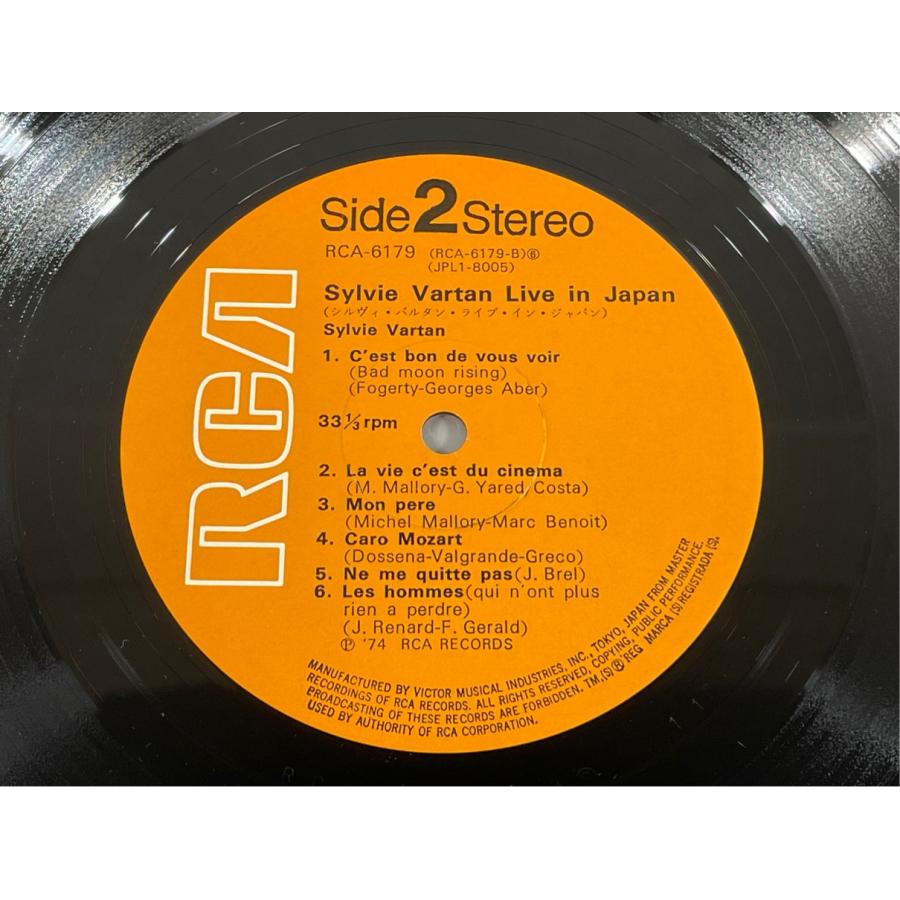 RCA
Side 2 Stereo
RCA-6179 (RCA-6179-B)⑥
(JPL1-8005)
Sylvie Vartan Live in Japan
(シルヴィ・バルタン・ライブ・イン・ジャパン)
Sylvie Vartan
1. C'est bon de vous voir
(Bad moon rising)
(Fogerty-Georges Aber)
33⅓ rpm
2. La vie c'est du cinema
(M. Mallory-G. Yared Costa)
3. Mon pere
(Michel Mallory-Marc Benoit)
4. Caro Mozart
(Dossena-Valgrande-Greco)
5. Ne me quitte pas (J. Brel)
6. Les hommes (qui n'ont plus
rien a perdre)
(J. Renard-F. Gerald)
℗ '74 RCA RECORDS
MANUFACTURED BY VICTOR MUSICAL INDUSTRIES, INC, TOKYO, JAPAN FROM MASTER
RECORDINGS OF RCA RECORDS. ALL RIGHTS RESERVED, COPYING, PUBLIC PERFORMANCE,
BROADCASTING OF THESE RECORDS ARE FORBIDDEN. TM.(S)® REG MARCA (S) REGISTRADA (S).
USED BY AUTHORITY OF RCA CORPORATION.